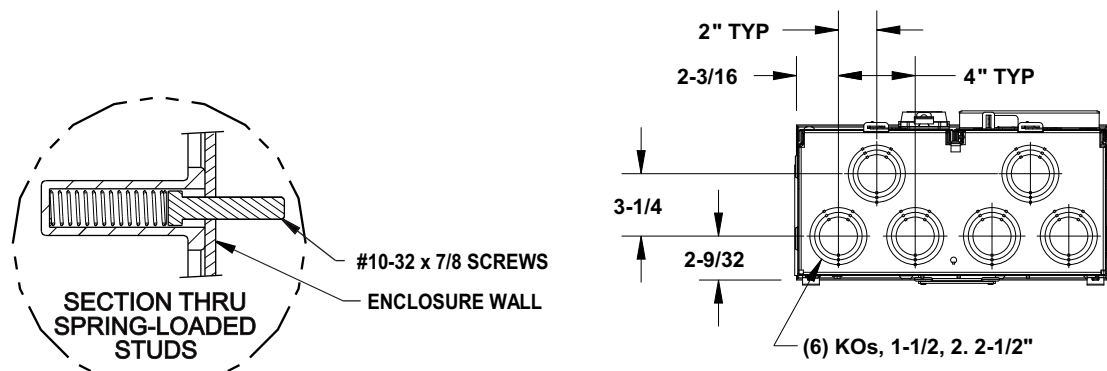 2" TYP
2-3/16
4" TYP
3-1/4
2-9/32
(6) KOs, 1-1/2, 2. 2-1/2"
#10-32 x 7/8 SCREWS
ENCLOSURE WALL
SECTION THRU
SPRING-LOADED
STUDS